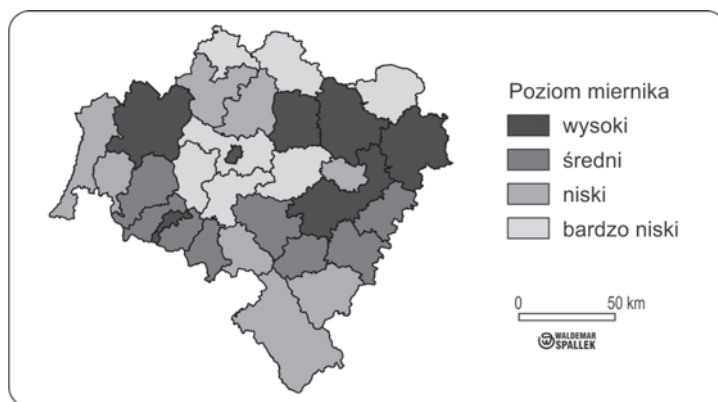 Poziom miernika
wysoki
średni
niski
bardzo niski
0 50 km
WALDEMAR
SPALLEK